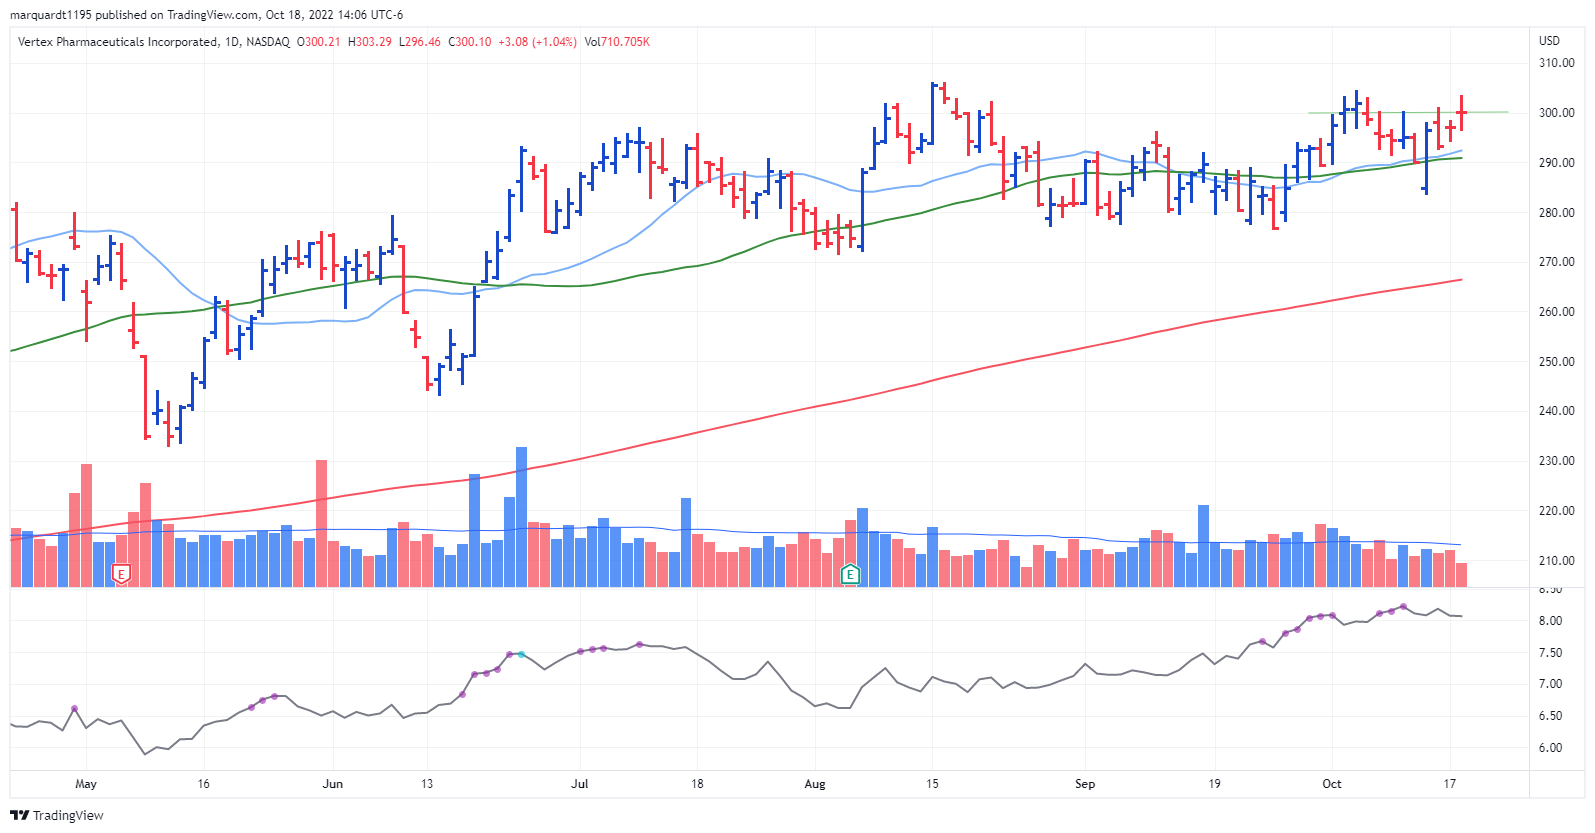 marquardt1195 published on TradingView.com, Oct 18, 2022 14:06 UTC-6
Vertex Pharmaceuticals Incorporated, 1D, NASDAQ O300.21 H303.29 L296.46 C300.10 +3.08 (+1.04%) Vol710.705K
USD
310.00
300.00
290.00
280.00
270.00
260.00
250.00
240.00
230.00
220.00
210.00
E
E
8.50
8.00
7.50
7.00
6.50
6.00
May 16 Jun 13 Jul 18 Aug 15 Sep 19 Oct 17
TradingView